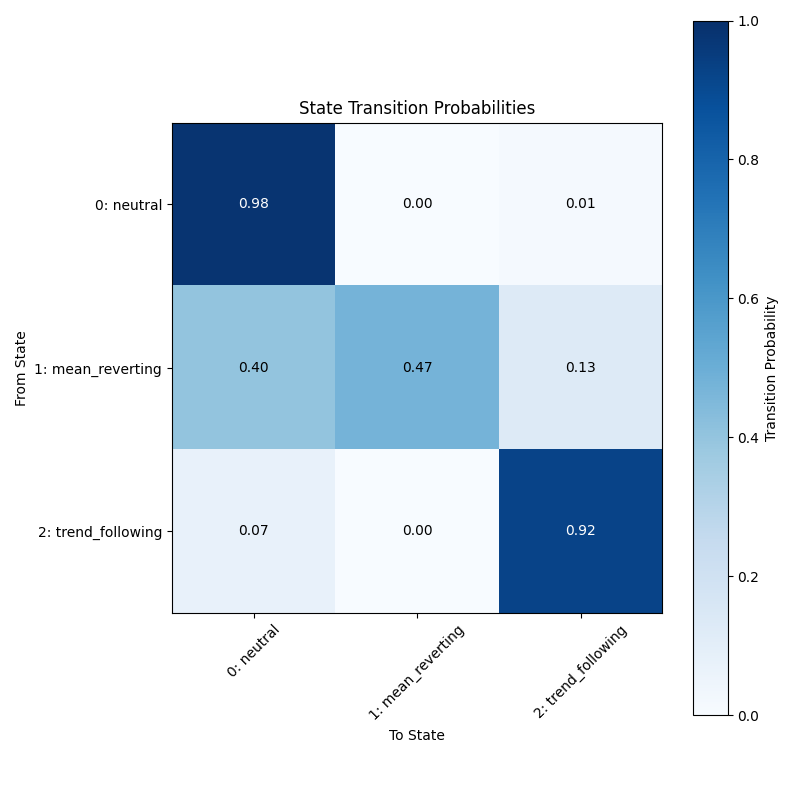 State Transition Probabilities
1.0
0.8
0.6
0.4
0.2
0.0
Transition Probability
From State
0: neutral
0.98
0.00
0.01
1: mean_reverting
0.40
0.47
0.13
2: trend_following
0.07
0.00
0.92
0: neutral
1: mean_reverting
2: trend_following
To State